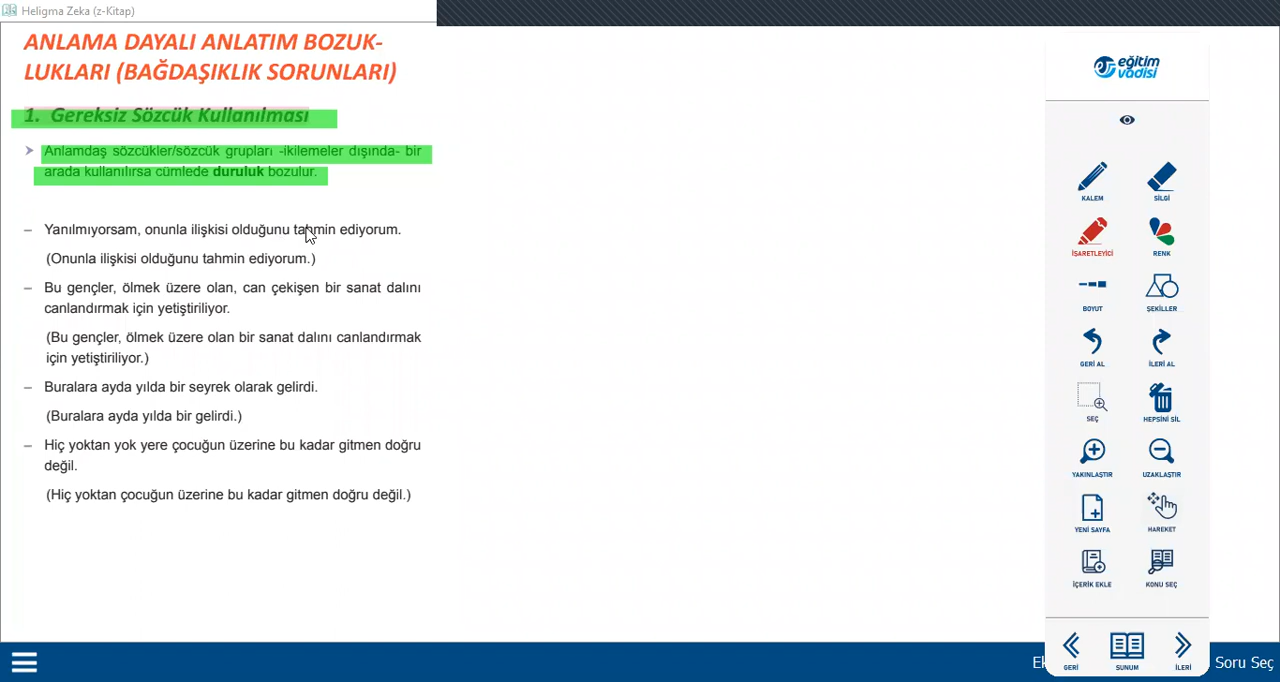 Heligma Zeka (z-Kitap)
ANLAMA DAYALI ANLATIM BOZUK-
LUKLARI (BAĞDAŞIKLIK SORUNLARI)
1. Gereksiz Sözcük Kullanılması
➤ Anlamdaş sözcükler/sözcük grupları -ikilemeler dışında- bir
arada kullanılırsa cümlede duruluk bozulur.
– Yanılmıyorsam, onunla ilişkisi olduğunu tahmin ediyorum.
(Onunla ilişkisi olduğunu tahmin ediyorum.)
– Bu gençler, ölmek üzere olan, can çekişen bir sanat dalını
canlandırmak için yetiştiriliyor.
(Bu gençler, ölmek üzere olan bir sanat dalını canlandırmak
için yetiştiriliyor.)
– Buralara ayda yılda bir seyrek olarak gelirdi.
(Buralara ayda yılda bir gelirdi.)
– Hiç yoktan yok yere çocuğun üzerine bu kadar gitmen doğru
değil.
(Hiç yoktan çocuğun üzerine bu kadar gitmen doğru değil.)
eğitim
vadisi
KALEM SİLGİ
İŞARETLEYİCİ RENK
BOYUT ŞEKİLLER
GERİ AL İLERİ AL
SEÇ HEPSİNİ SİL
YAKINLAŞTIR UZAKLAŞTIR
YENİ SAYFA HAREKET
İÇERİK EKLE KONU SEÇ
GERİ SUNUM İLERİ
Soru Seç